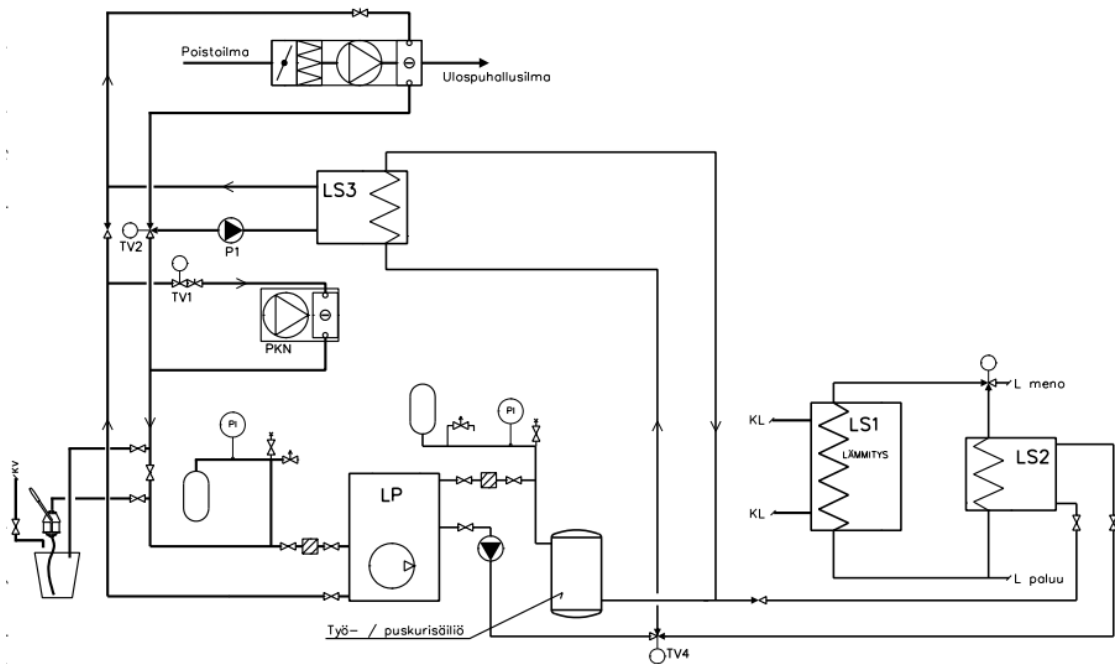 Poistoilma
Ulospuhallusilma
LS3
TV2
P1
TV1
PKN
PI
PI
L meno
KL
LS1
LÄMMITYS
LS2
KV
LP
KL
L paluu
Työ- / puskurisäiliö
TV4